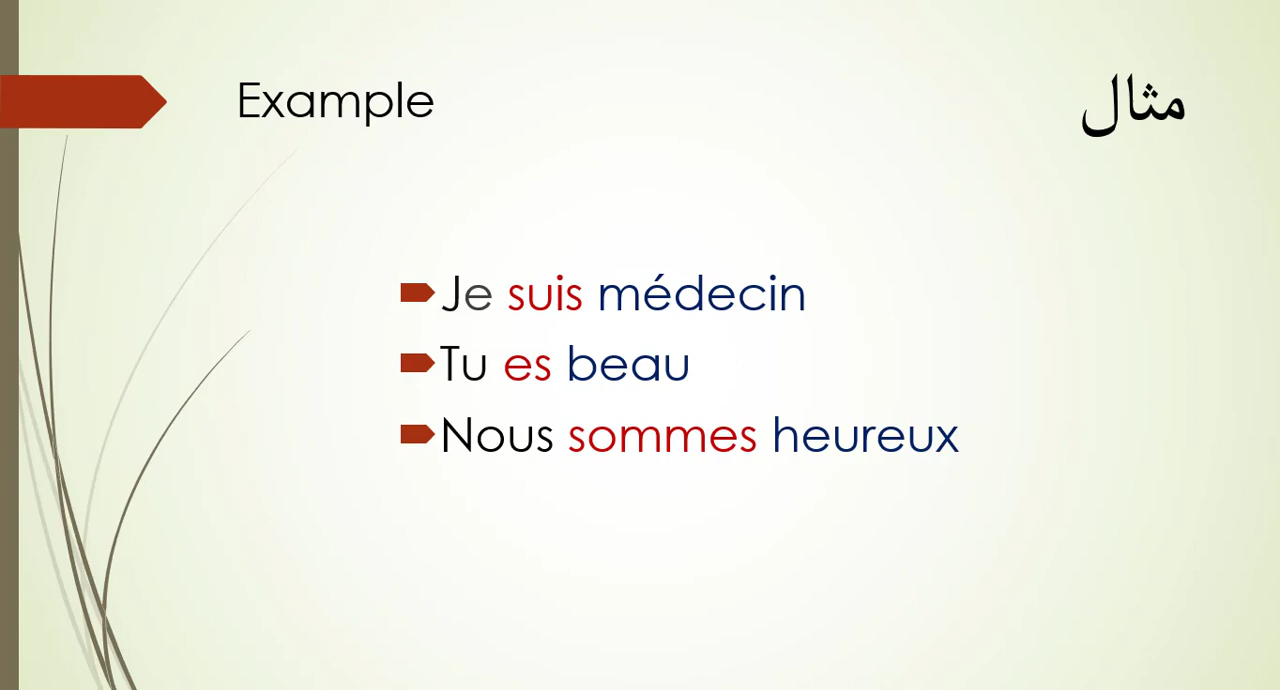 Example
مثال
Je suis médecin
Tu es beau
Nous sommes heureux